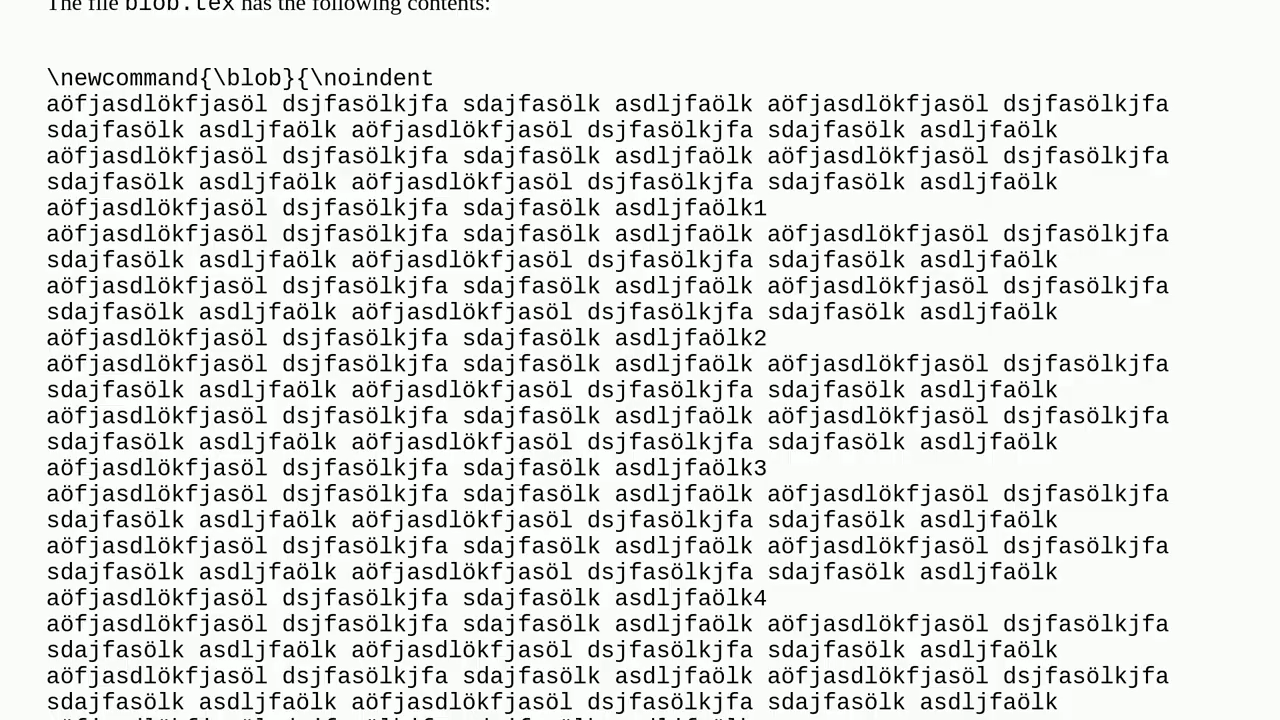 The file blob.tex has the following contents:
\newcommand{\blob}{\noindent
aöfjasdlökfjasöl dsjfasölkjfa sdajfasölk asdljfaölk aöfjasdlökfjasöl dsjfasölkjfa
sdajfasölk asdljfaölk aöfjasdlökfjasöl dsjfasölkjfa sdajfasölk asdljfaölk
aöfjasdlökfjasöl dsjfasölkjfa sdajfasölk asdljfaölk aöfjasdlökfjasöl dsjfasölkjfa
sdajfasölk asdljfaölk aöfjasdlökfjasöl dsjfasölkjfa sdajfasölk asdljfaölk
aöfjasdlökfjasöl dsjfasölkjfa sdajfasölk asdljfaölk1
aöfjasdlökfjasöl dsjfasölkjfa sdajfasölk asdljfaölk aöfjasdlökfjasöl dsjfasölkjfa
sdajfasölk asdljfaölk aöfjasdlökfjasöl dsjfasölkjfa sdajfasölk asdljfaölk
aöfjasdlökfjasöl dsjfasölkjfa sdajfasölk asdljfaölk aöfjasdlökfjasöl dsjfasölkjfa
sdajfasölk asdljfaölk aöfjasdlökfjasöl dsjfasölkjfa sdajfasölk asdljfaölk
aöfjasdlökfjasöl dsjfasölkjfa sdajfasölk asdljfaölk2
aöfjasdlökfjasöl dsjfasölkjfa sdajfasölk asdljfaölk aöfjasdlökfjasöl dsjfasölkjfa
sdajfasölk asdljfaölk aöfjasdlökfjasöl dsjfasölkjfa sdajfasölk asdljfaölk
aöfjasdlökfjasöl dsjfasölkjfa sdajfasölk asdljfaölk aöfjasdlökfjasöl dsjfasölkjfa
sdajfasölk asdljfaölk aöfjasdlökfjasöl dsjfasölkjfa sdajfasölk asdljfaölk
aöfjasdlökfjasöl dsjfasölkjfa sdajfasölk asdljfaölk3
aöfjasdlökfjasöl dsjfasölkjfa sdajfasölk asdljfaölk aöfjasdlökfjasöl dsjfasölkjfa
sdajfasölk asdljfaölk aöfjasdlökfjasöl dsjfasölkjfa sdajfasölk asdljfaölk
aöfjasdlökfjasöl dsjfasölkjfa sdajfasölk asdljfaölk aöfjasdlökfjasöl dsjfasölkjfa
sdajfasölk asdljfaölk aöfjasdlökfjasöl dsjfasölkjfa sdajfasölk asdljfaölk
aöfjasdlökfjasöl dsjfasölkjfa sdajfasölk asdljfaölk4
aöfjasdlökfjasöl dsjfasölkjfa sdajfasölk asdljfaölk aöfjasdlökfjasöl dsjfasölkjfa
sdajfasölk asdljfaölk aöfjasdlökfjasöl dsjfasölkjfa sdajfasölk asdljfaölk
aöfjasdlökfjasöl dsjfasölkjfa sdajfasölk asdljfaölk aöfjasdlökfjasöl dsjfasölkjfa
sdajfasölk asdljfaölk aöfjasdlökfjasöl dsjfasölkjfa sdajfasölk asdljfaölk